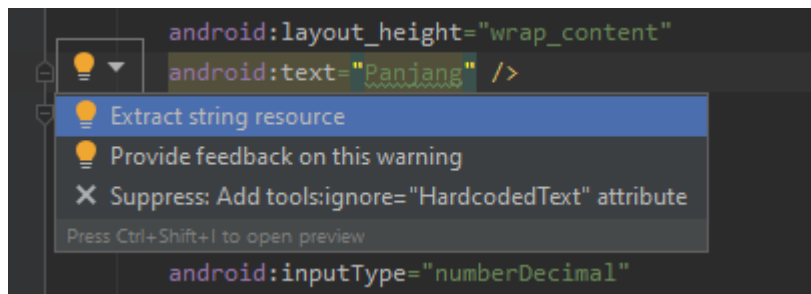 android:layout_height="wrap_content"
android:text="Panjang" />
Extract string resource
Provide feedback on this warning
Suppress: Add tools:ignore="HardcodedText" attribute
Press Ctrl+Shift+I to open preview
android:inputType="numberDecimal"